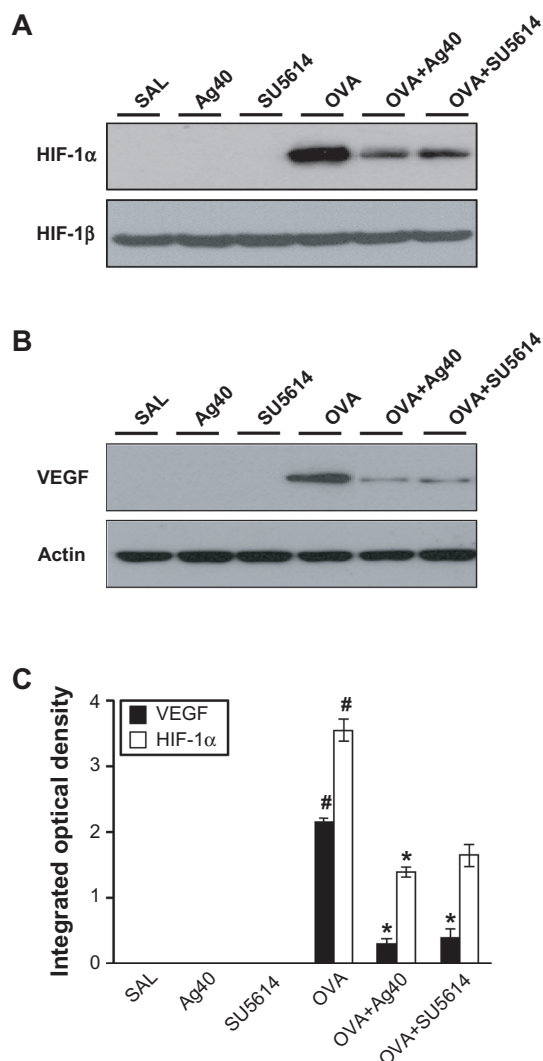 A
SAL Ag40 SU5614 OVA OVA+Ag40 OVA+SU5614
HIF-1α
HIF-1β
B
SAL Ag40 SU5614 OVA OVA+Ag40 OVA+SU5614
VEGF
Actin
C
Integrated optical density
4
3
2
1
0
VEGF
HIF-1α
# #
* *
*
SAL Ag40 SU5614 OVA OVA+Ag40 OVA+SU5614